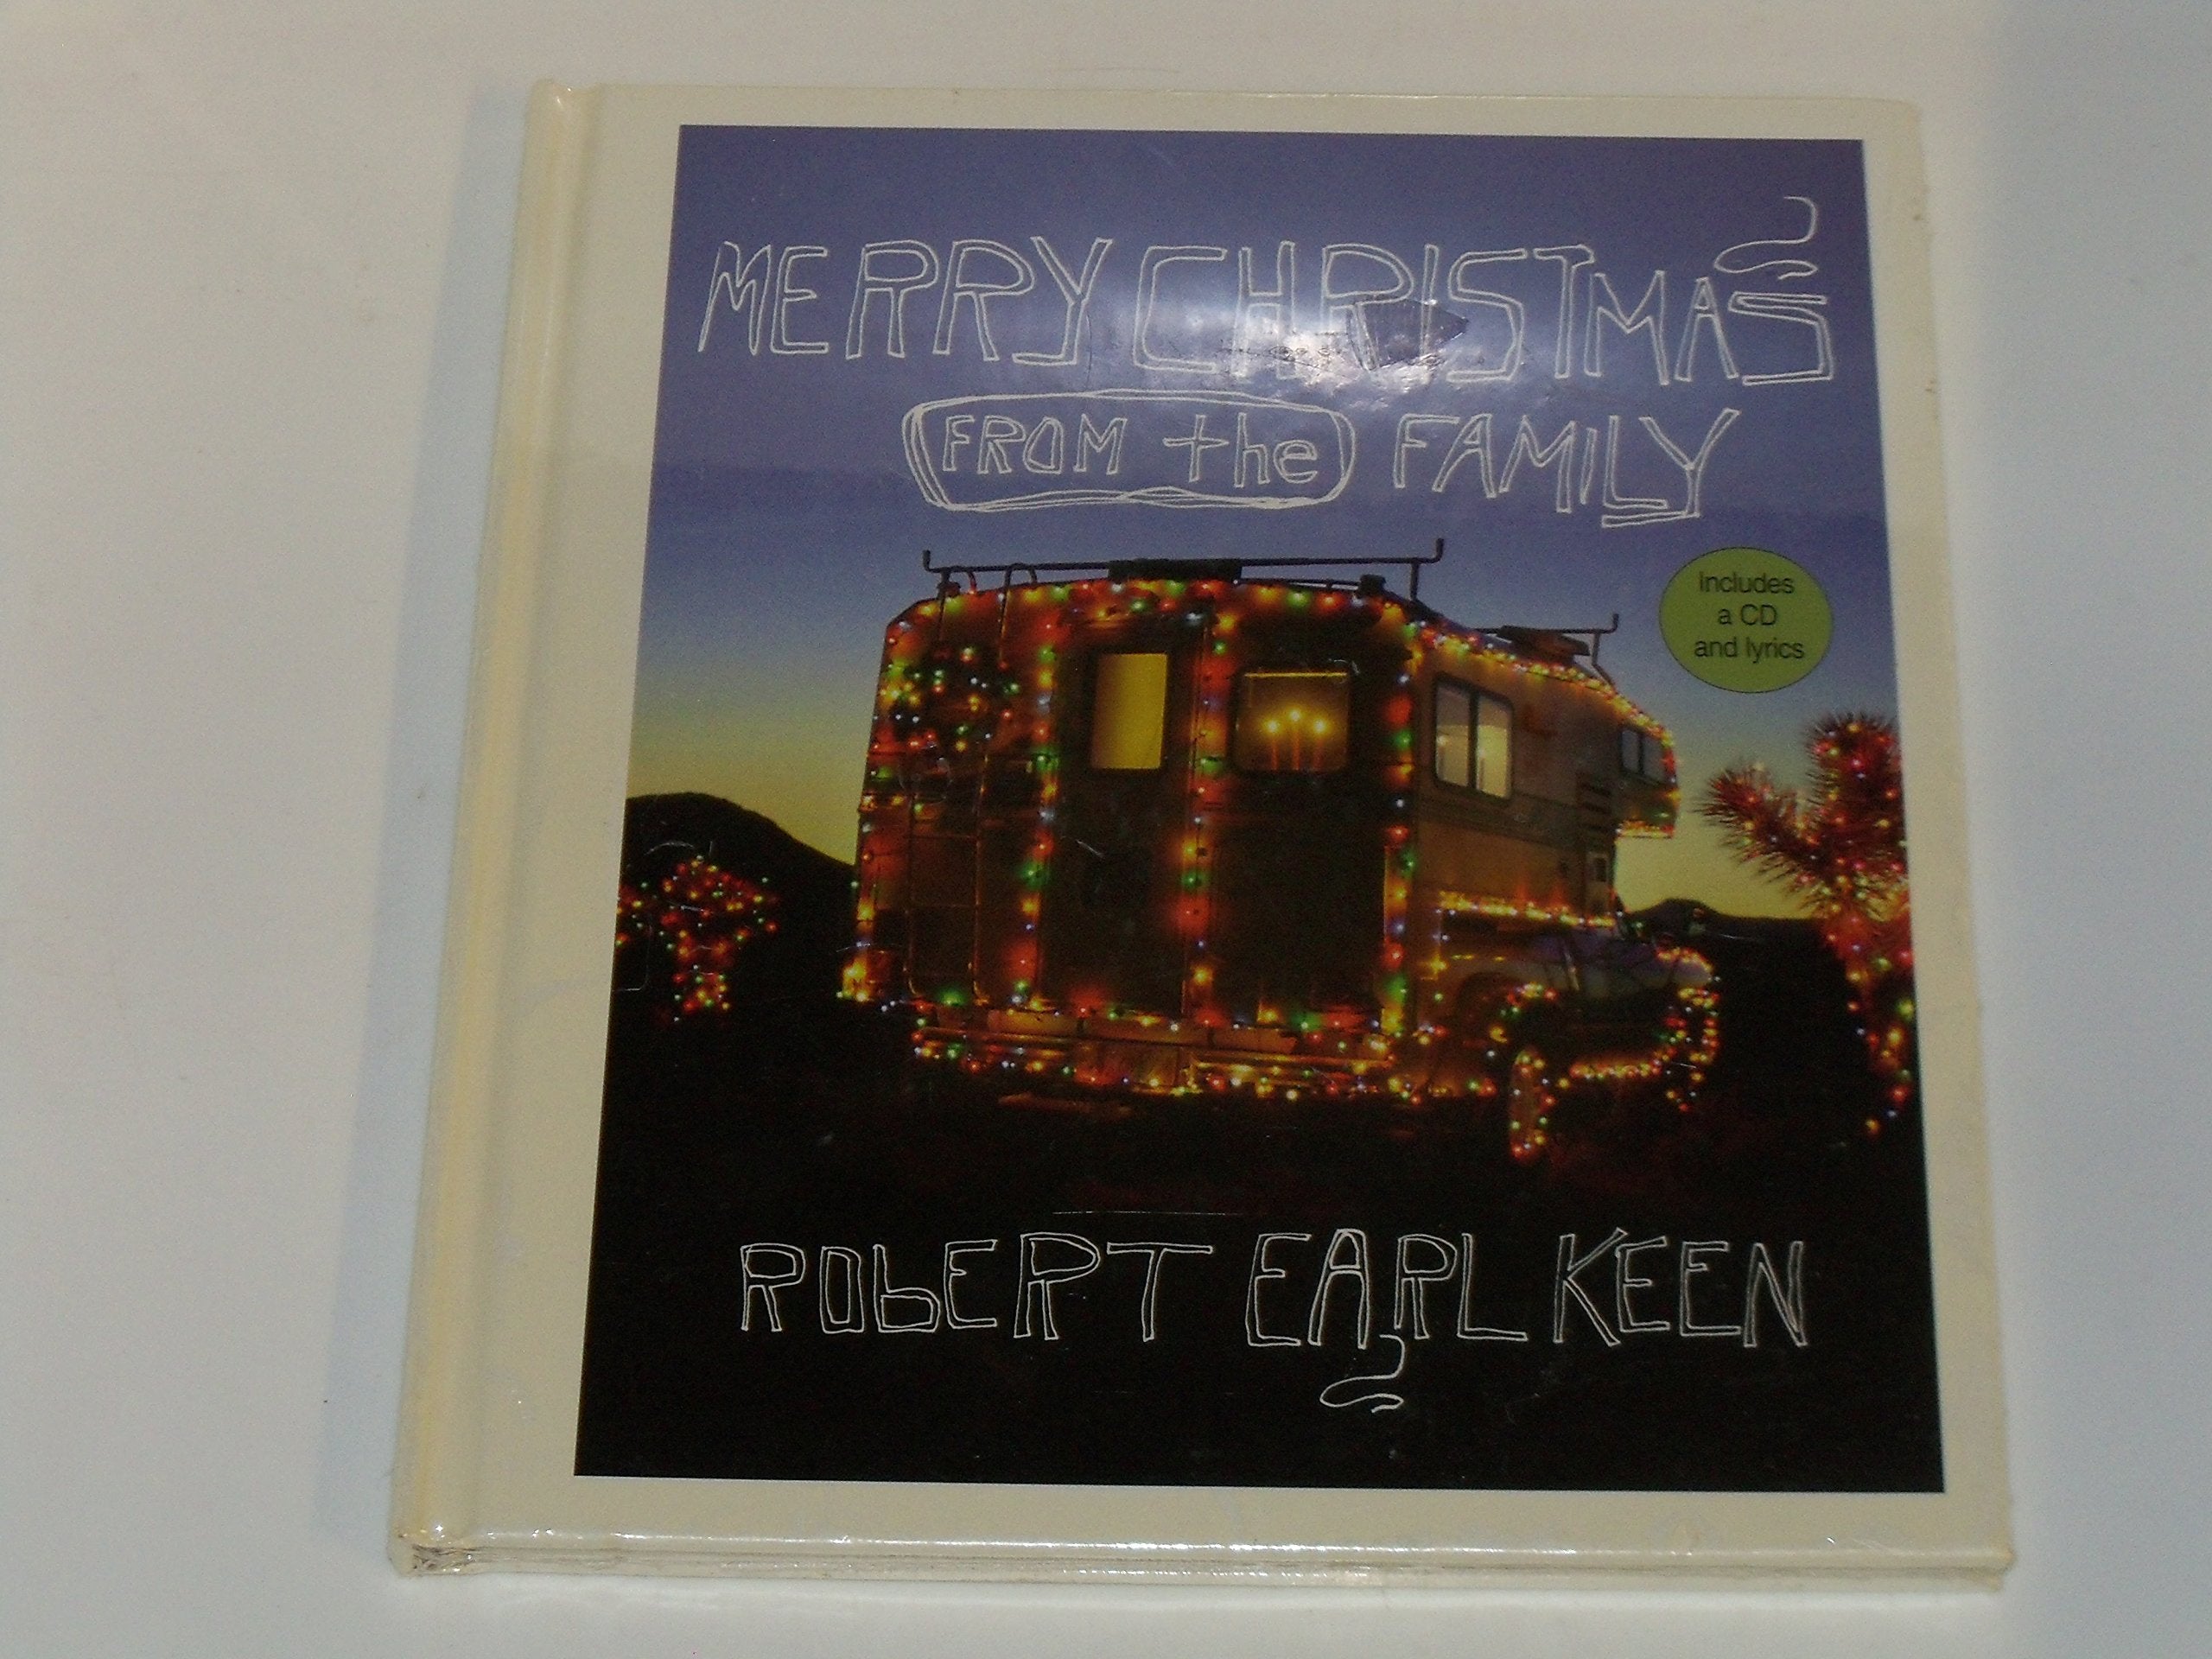 MERRY CHRISTMAS
FROM the FAMILY
Includes
a CD
and lyrics
RObERT EARL KEEN